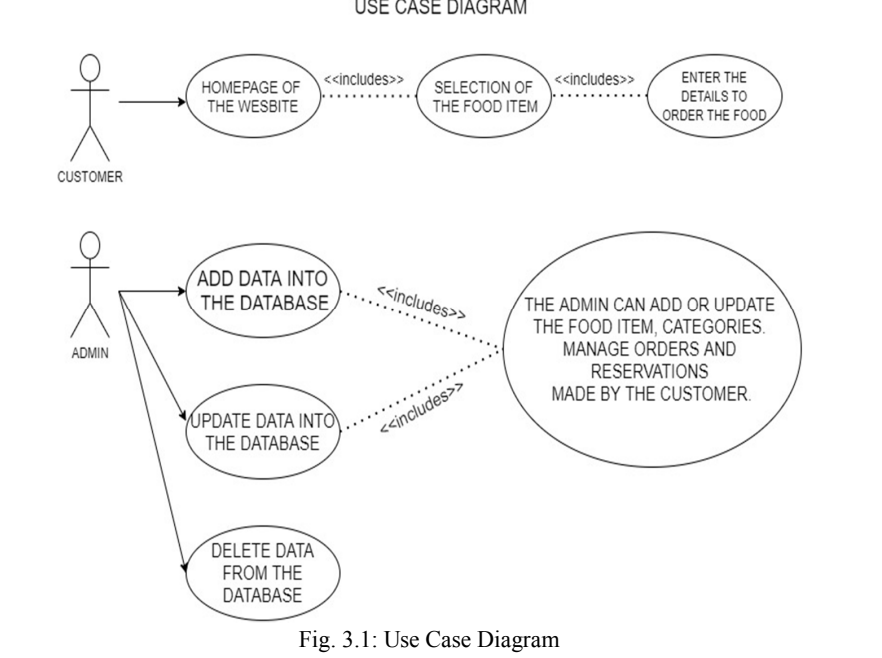 USE CASE DIAGRAM
HOMEPAGE OF
THE WESBITE
<<includes>>
SELECTION OF
THE FOOD ITEM
<<includes>>
ENTER THE
DETAILS TO
ORDER THE FOOD
CUSTOMER
ADD DATA INTO
THE DATABASE
<<includes>>
THE ADMIN CAN ADD OR UPDATE
THE FOOD ITEM, CATEGORIES.
MANAGE ORDERS AND
RESERVATIONS
MADE BY THE CUSTOMER.
ADMIN
UPDATE DATA INTO
THE DATABASE
<<includes>>
DELETE DATA
FROM THE
DATABASE
Fig. 3.1: Use Case Diagram